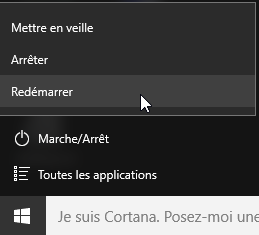 Mettre en veille
Arrêter
Redémarrer
Marche/Arrêt
Toutes les applications
Je suis Cortana. Posez-moi une